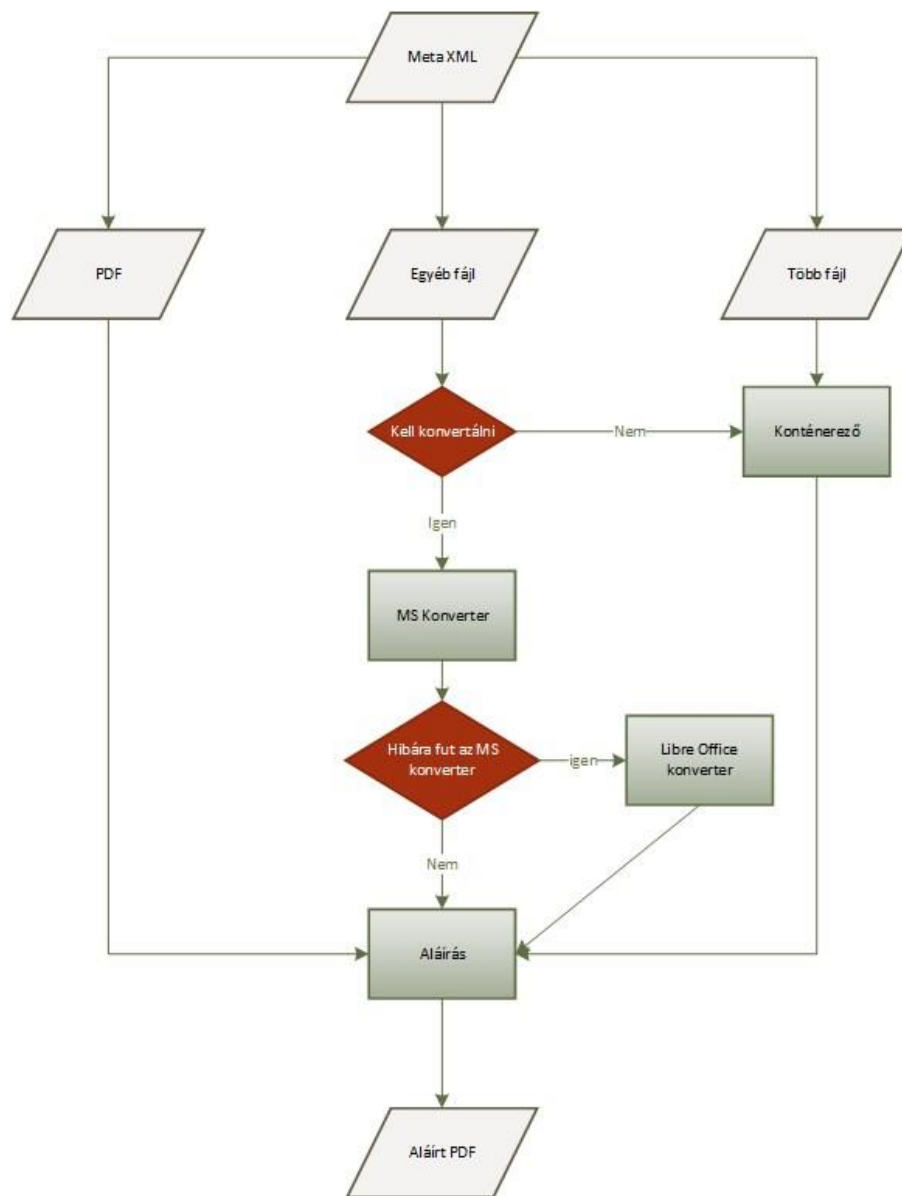 Meta XML
PDF
Egyéb fájl
Több fájl
Kell konvertálni
Nem
Konténerező
Igen
MS Konverter
Hibára fut az MS
konverter
igen
Libre Office
konverter
Nem
Aláírás
Aláírt PDF